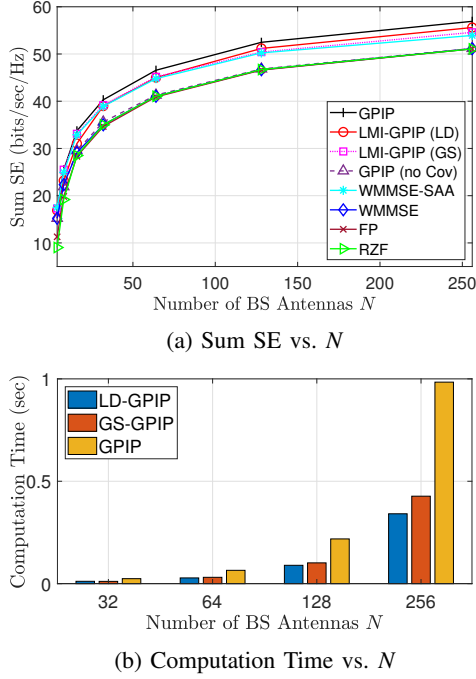 60
50
40
30
20
10
Sum SE (bits/sec/Hz)
GPIP
LMI-GPIP (LD)
LMI-GPIP (GS)
GPIP (no Cov)
WMMSE-SAA
WMMSE
FP
RZF
50 100 150 200 250
Number of BS Antennas N
(a) Sum SE vs. N
1
0.5
0
Computation Time (sec)
LD-GPIP
GS-GPIP
GPIP
32 64 128 256
Number of BS Antennas N
(b) Computation Time vs. N